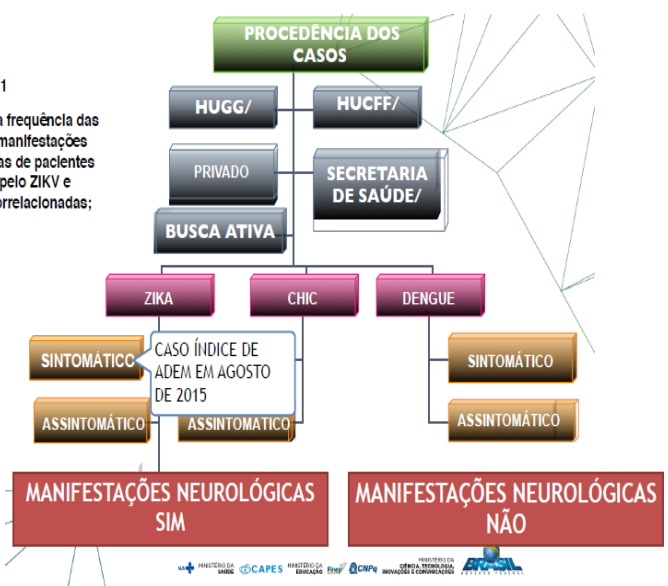 PROCEDÊNCIA DOS
CASOS
1
a frequência das
manifestações
as de pacientes
pelo ZIKV e
orrelacionadas;
HUGG/
HUCFF/
PRIVADO
SECRETARIA
DE SAÚDE/
BUSCA ATIVA
ZIKA
CHIC
DENGUE
SINTOMÁTICO
CASO ÍNDICE DE
ADEM EM AGOSTO
DE 2015
SINTOMÁTICO
ASSINTOMÁTICO
ASSINTOMÁTICO
ASSINTOMÁTICO
MANIFESTAÇÕES NEUROLÓGICAS
SIM
MANIFESTAÇÕES NEUROLÓGICAS
NÃO
SUS
MINISTÉRIO DA
SAÚDE
CAPES
MINISTÉRIO DA
EDUCAÇÃO
Finep
CNPq
MINISTÉRIO DA
CIÊNCIA, TECNOLOGIA,
INOVAÇÕES E COMUNICAÇÕES
BRASIL